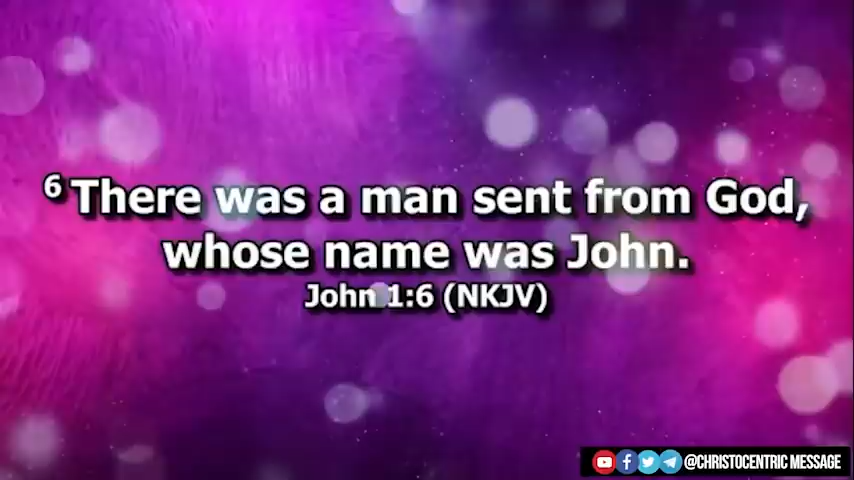 6 There was a man sent from God,
whose name was John.
John 1:6 (NKJV)
@CHRISTOCENTRIC MESSAGE